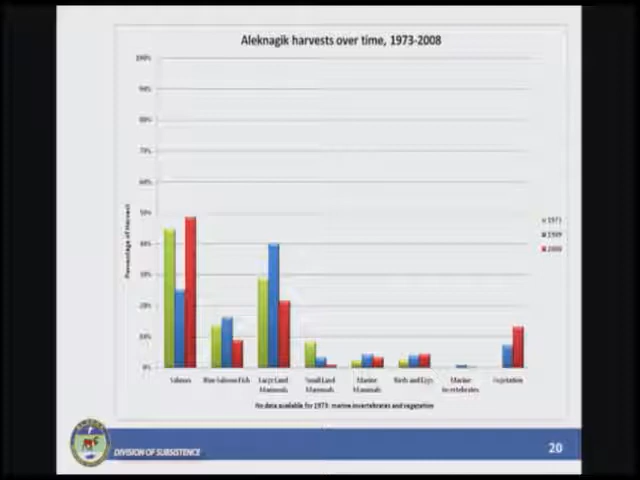 Aleknagik harvests over time, 1973-2008
100%
90%
80%
70%
60%
50%
40%
30%
20%
10%
0%
Percentage of Harvest
1989
2008
Salmon
Non-Salmon Fish
Large Land Mammals
Small Land Mammals
Marine Mammals
Birds and Eggs
Marine Invertebrates
Vegetation
No data available for 1973: marine invertebrates and vegetation
DIVISION OF SUBSISTENCE
20